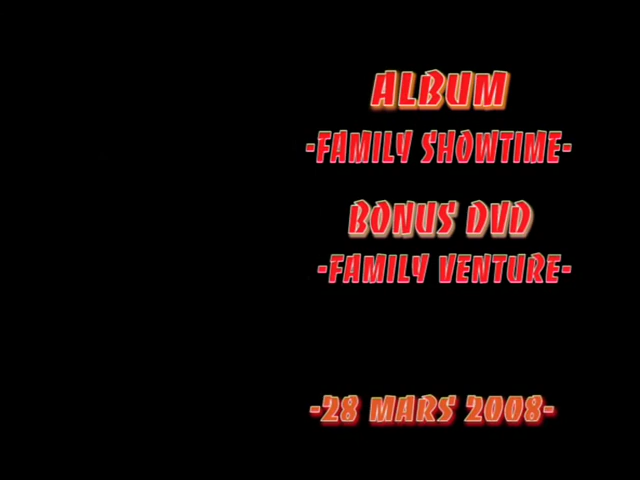 ALBUM
-FAMILY SHOWTIME-
BONUS DVD
-FAMILY VENTURE-
-28 MARS 2008-